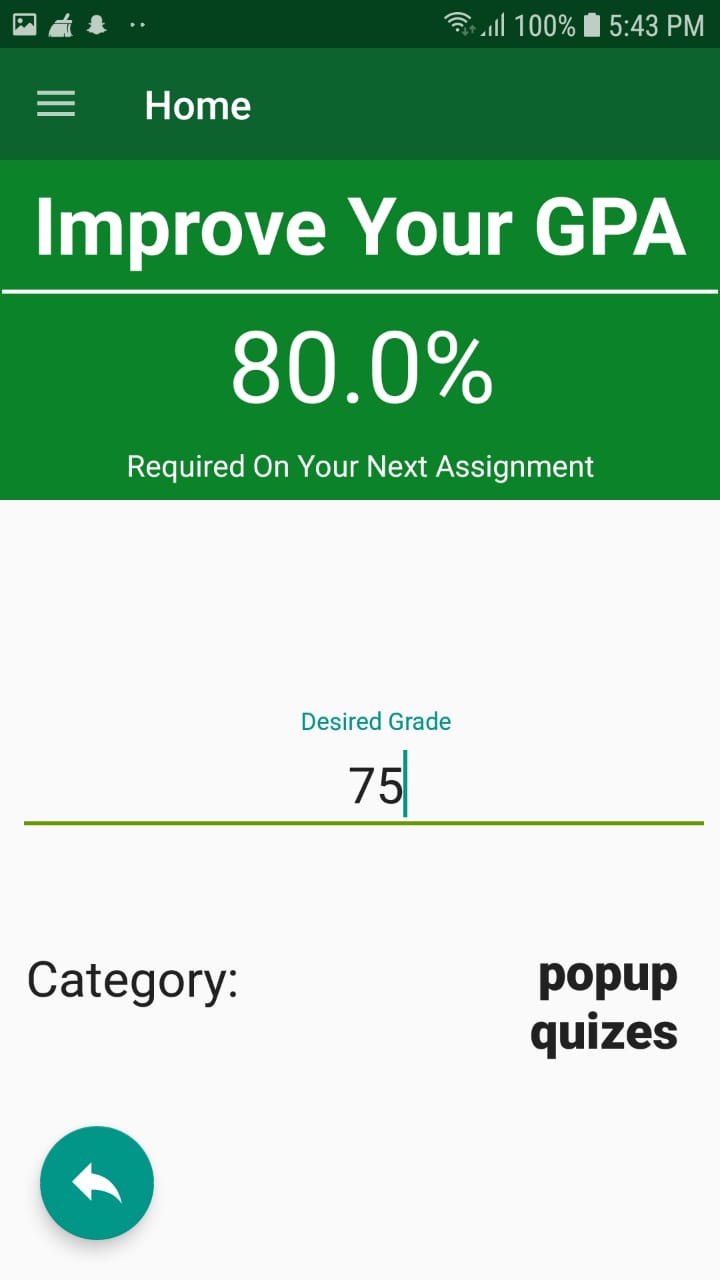 100% 5:43 PM
Home
Improve Your GPA
80.0%
Required On Your Next Assignment
Desired Grade
75
Category:
popup
quizes